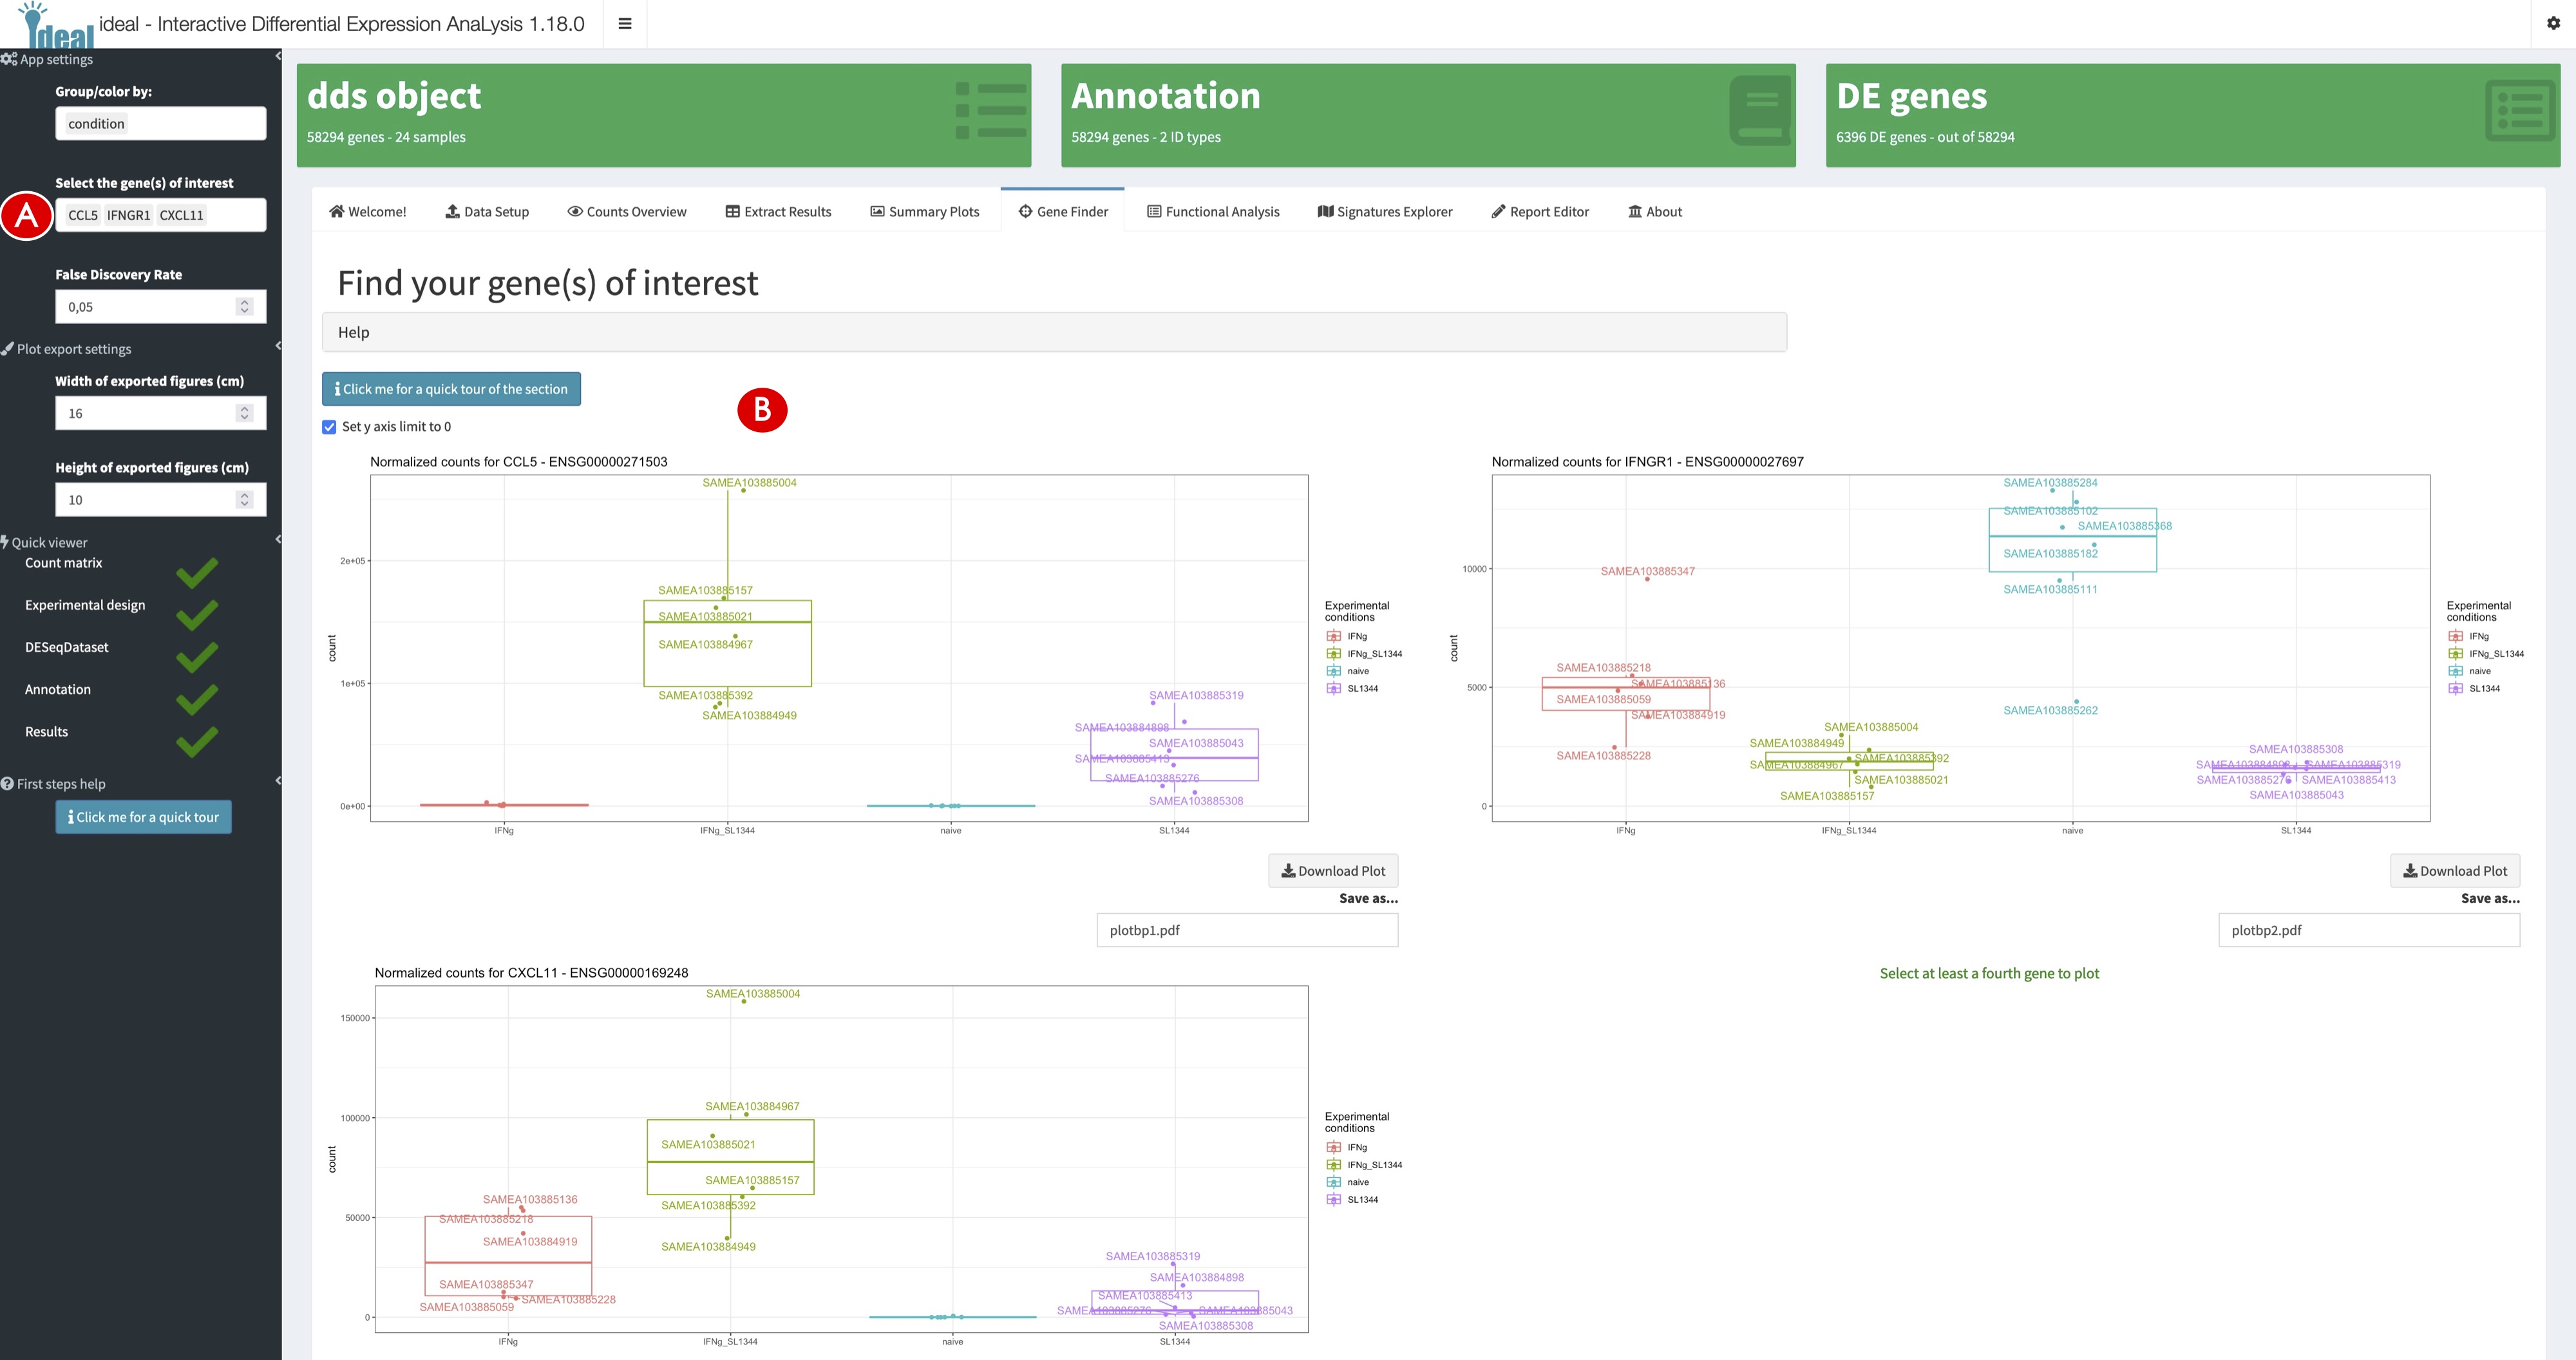 ideal
ideal - Interactive Differential Expression AnaLysis 1.18.0
App settings
Group/color by:
condition
Select the gene(s) of interest
A
CCL5 IFNGR1 CXCL11
False Discovery Rate
0,05
Plot export settings
Width of exported figures (cm)
16
Height of exported figures (cm)
10
Quick viewer
Count matrix
Experimental design
DESeqDataset
Annotation
Results
First steps help
Click me for a quick tour
dds object
58294 genes - 24 samples
Annotation
58294 genes - 2 ID types
DE genes
6396 DE genes - out of 58294
Welcome! Data Setup Counts Overview Extract Results Summary Plots Gene Finder Functional Analysis Signatures Explorer Report Editor About
Find your gene(s) of interest
Help
Click me for a quick tour of the section
B
Set y axis limit to 0
Normalized counts for CCL5 - ENSG00000271503
count
2e+05
1e+05
0e+00
SAMEA103885004
SAMEA103885157
SAMEA103885021
SAMEA103884967
SAMEA103885392
SAMEA103884949
SAMEA103885319
SAMEA103884898
SAMEA103885043
SAMEA103885413
SAMEA103885276
SAMEA103885308
IFNg IFNg_SL1344 naive SL1344
Experimental
conditions
IFNg
IFNg_SL1344
naive
SL1344
Download Plot
Save as...
plotbp1.pdf
Normalized counts for IFNGR1 - ENSG00000027697
count
10000
5000
0
SAMEA103885347
SAMEA103885218
SAMEA103885136
SAMEA103885059
SAMEA103884919
SAMEA103885228
SAMEA103885004
SAMEA103884949
SAMEA103885392
SAMEA103884967
SAMEA103885021
SAMEA103885157
SAMEA103885284
SAMEA103885102
SAMEA103885368
SAMEA103885182
SAMEA103885111
SAMEA103885262
SAMEA103885308
SAMEA103884898
SAMEA103885319
SAMEA103885276
SAMEA103885413
SAMEA103885043
IFNg IFNg_SL1344 naive SL1344
Experimental
conditions
IFNg
IFNg_SL1344
naive
SL1344
Download Plot
Save as...
plotbp2.pdf
Normalized counts for CXCL11 - ENSG00000169248
count
150000
100000
50000
0
SAMEA103885136
SAMEA103885218
SAMEA103884919
SAMEA103885347
SAMEA103885228
SAMEA103885059
SAMEA103885004
SAMEA103884967
SAMEA103885021
SAMEA103885157
SAMEA103885392
SAMEA103884949
SAMEA103885319
SAMEA103884898
SAMEA103885413
SAMEA103885276
SAMEA103885043
SAMEA103885308
IFNg IFNg_SL1344 naive SL1344
Experimental
conditions
IFNg
IFNg_SL1344
naive
SL1344
Select at least a fourth gene to plot